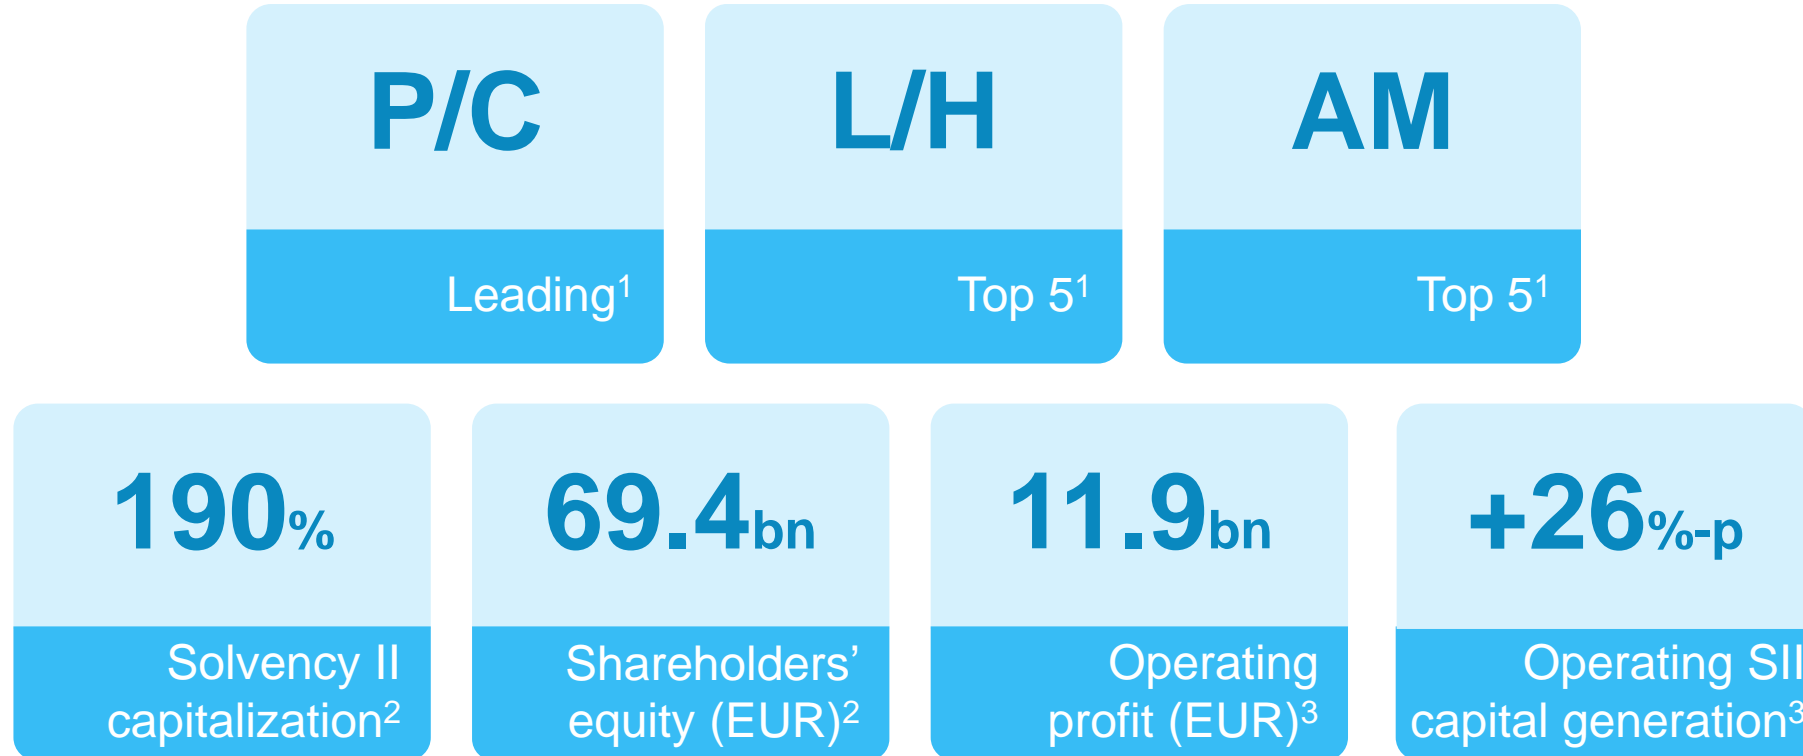 P/C
L/H
AM
Leading¹
Top 5¹
Top 5¹
190%
Solvency II
capitalization²
69.4bn
Shareholders’
equity (EUR)²
11.9bn
Operating
profit (EUR)³
+26%-p
Operating SII
capital generation³